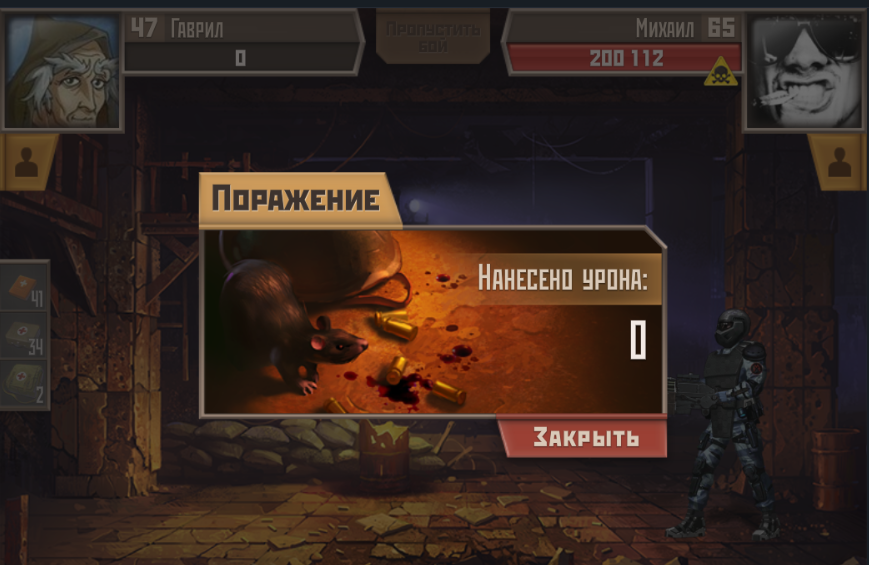 47 Гаврил
0
Пропустить
бой
Михаил 65
200 112
Поражение
Нанесено урона:
0
Закрыть
41
34
2